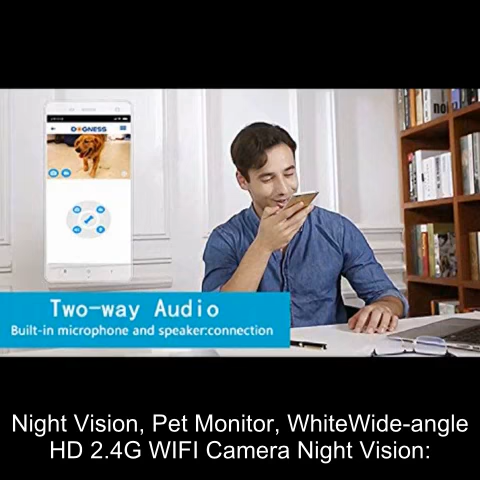 DOGNESS
Two-way Audio
Built-in microphone and speaker:connection
Night Vision, Pet Monitor, WhiteWide-angle
HD 2.4G WIFI Camera Night Vision: